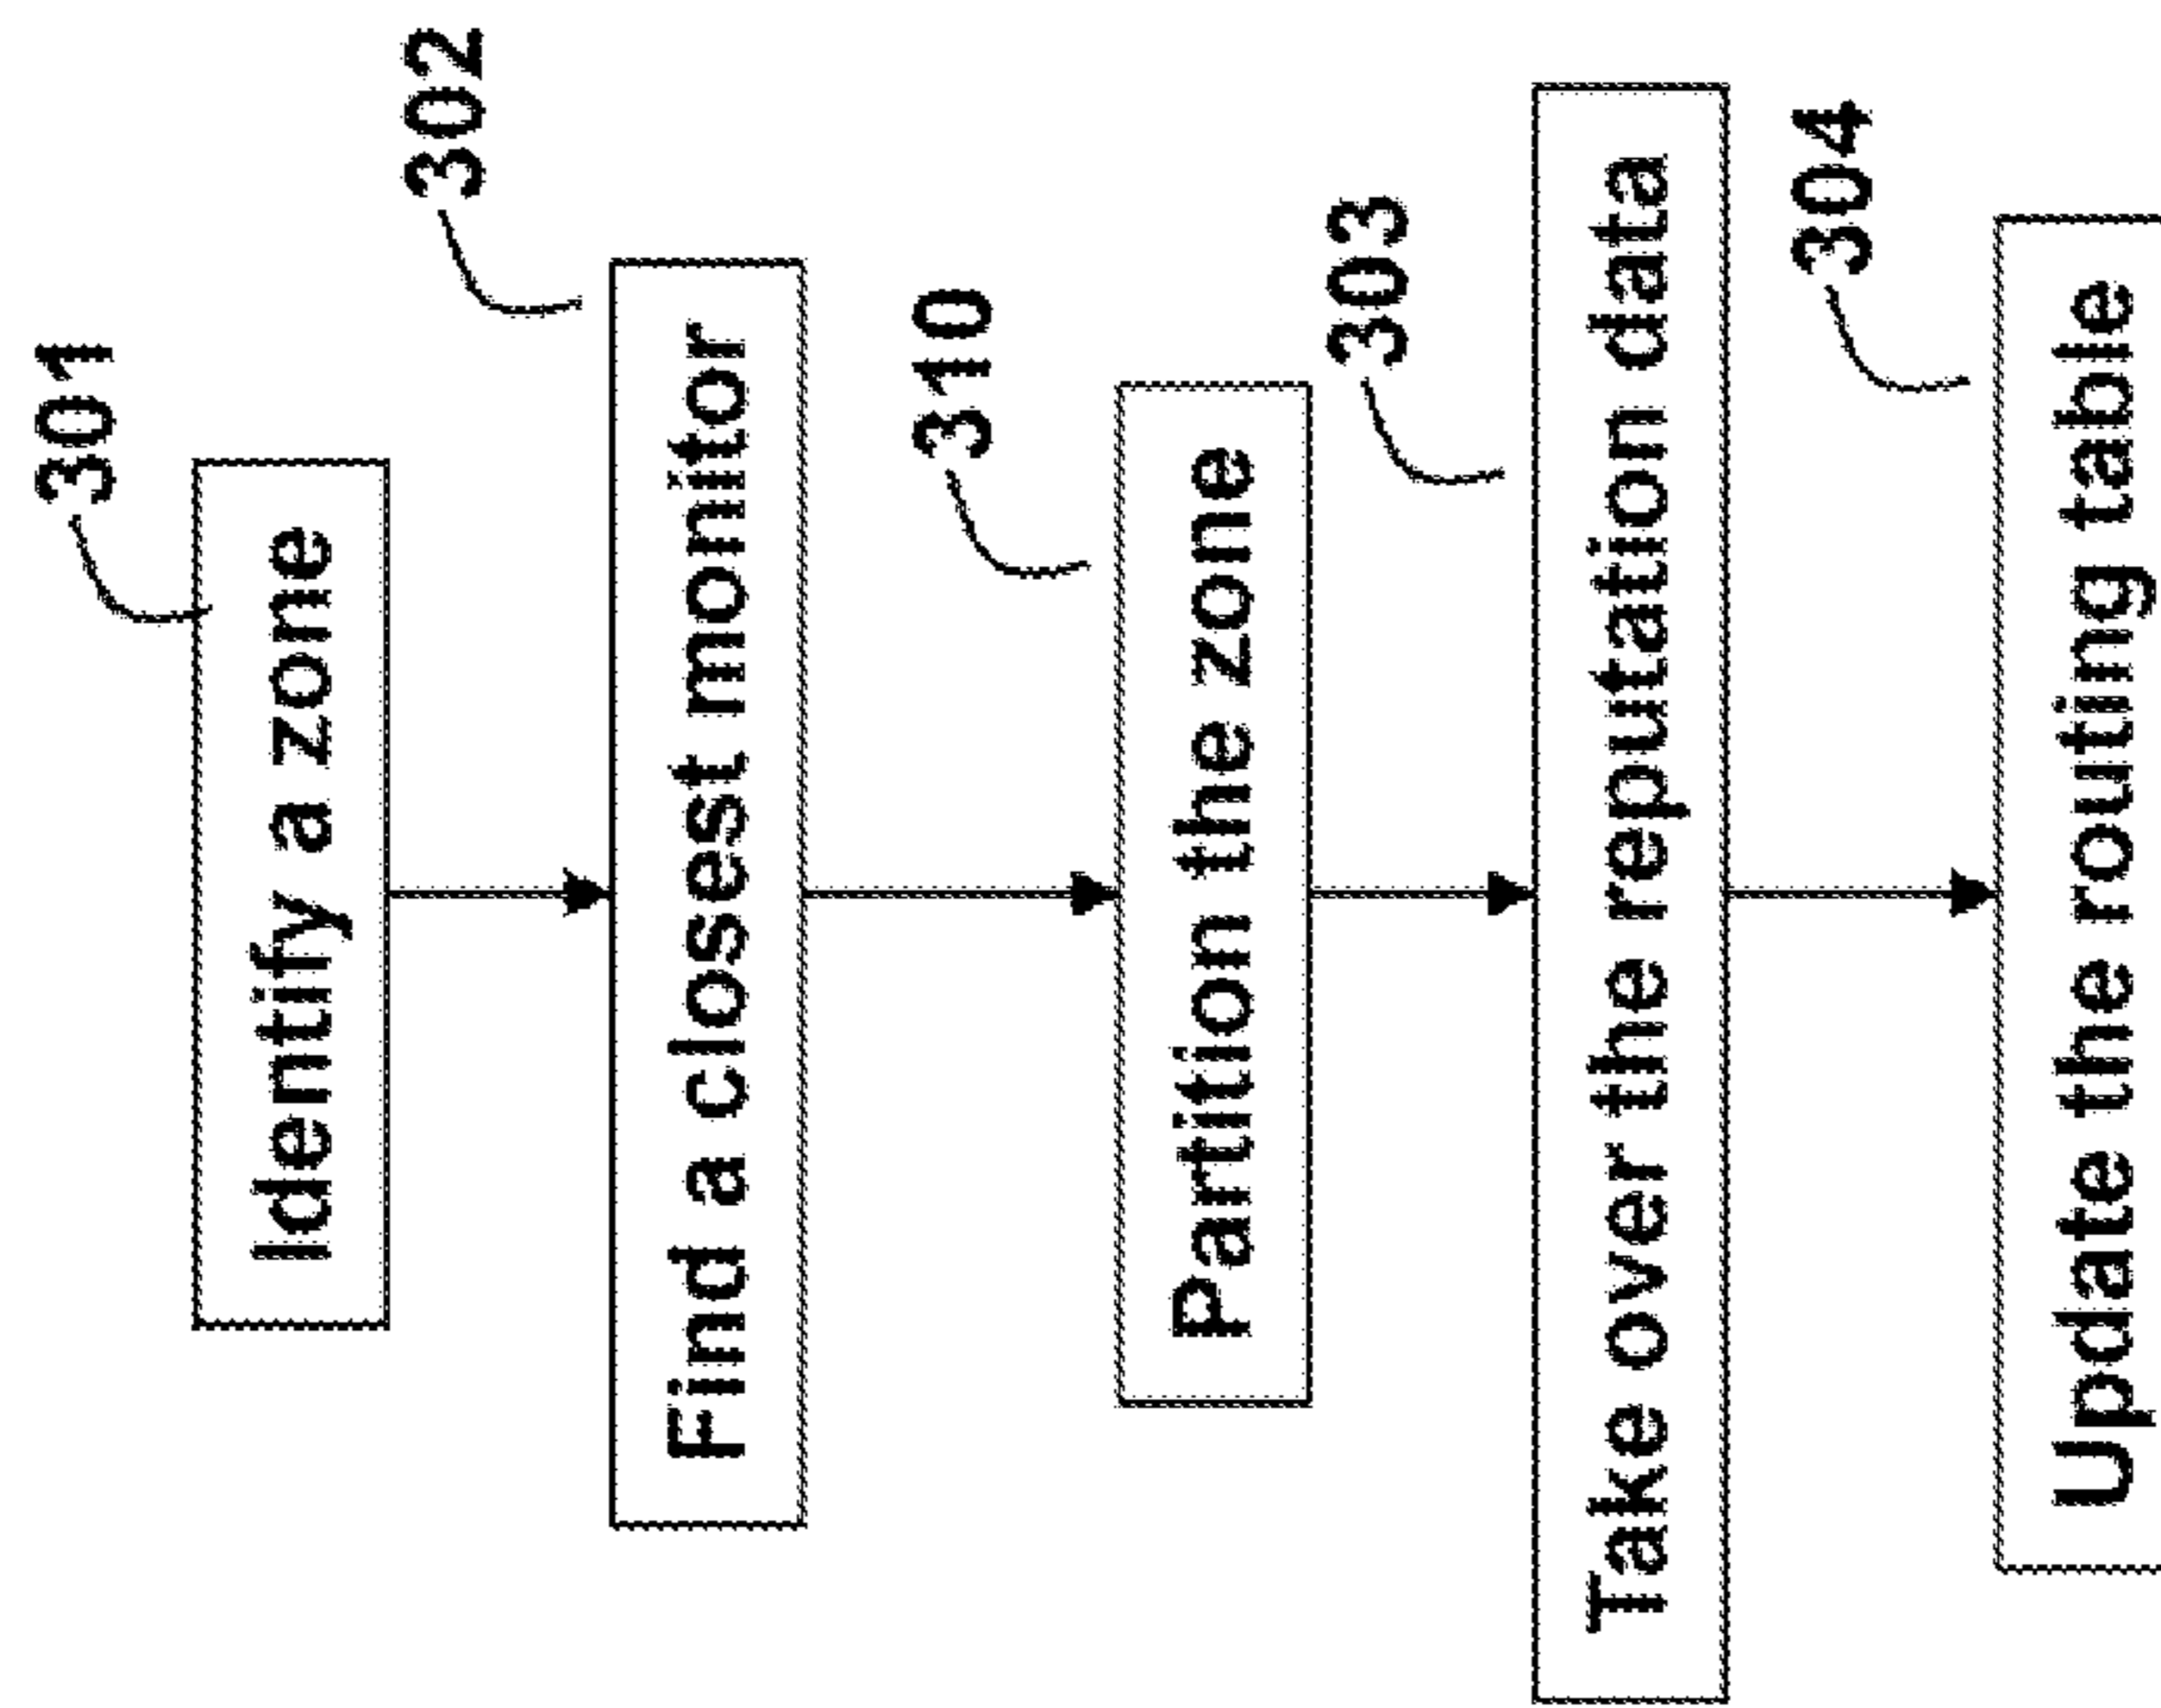 301
Identify a zone
302
Find a closest monitor
310
Partition the zone
303
Take over the reputation data
304
Update the routing table